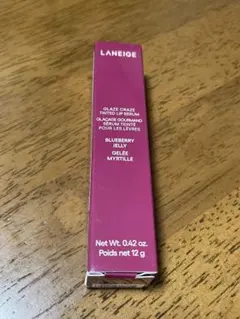 LANEIGE
GLAZE CRAZE
TINTED LIP SERUM
GLAÇAGE GOURMAND
SÉRUM TEINTÉ
POUR LES LÈVRES
BLUEBERRY
JELLY
GELÉE
MYRTILLE
Net Wt. 0.42 oz.
Poids net 12 g